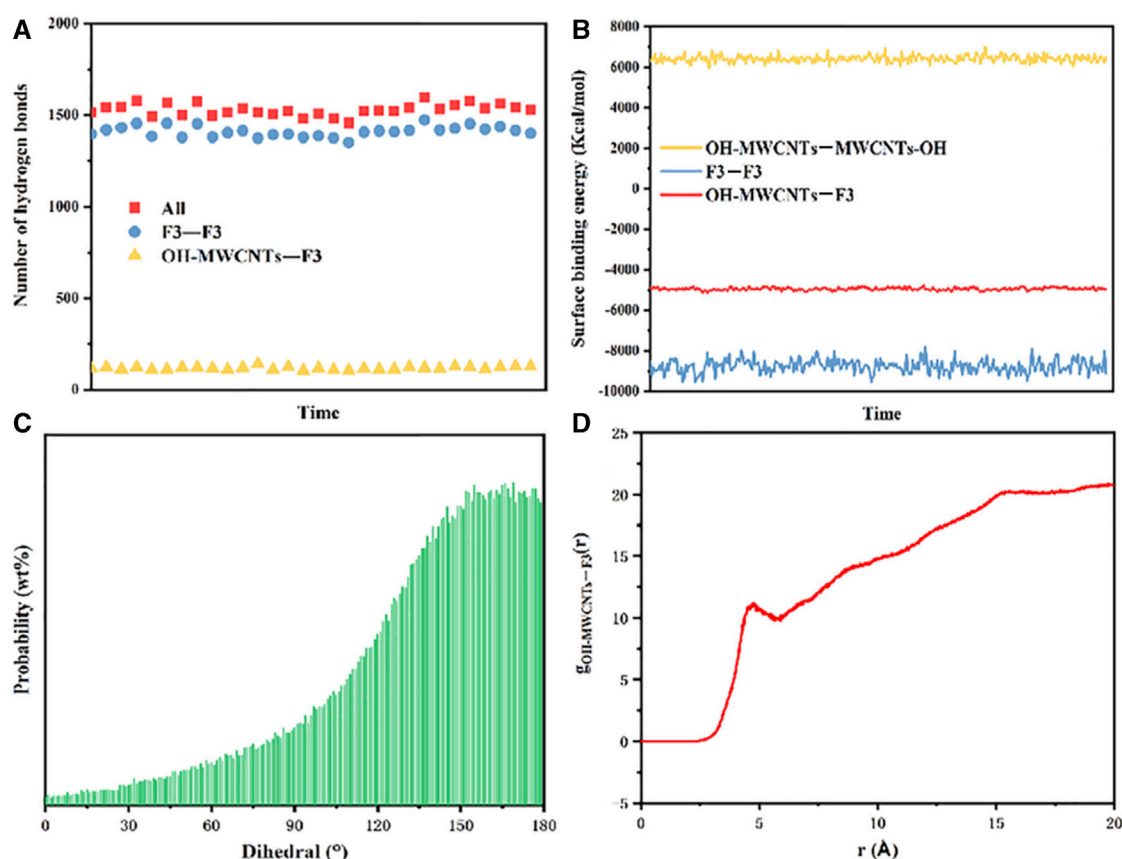 A
Number of hydrogen bonds
2000
1500
1000
500
0
All
F3—F3
OH-MWCNTs—F3
Time
B
Surface binding energy (Kcal/mol)
8000
6000
4000
2000
0
-2000
-4000
-6000
-8000
-10000
OH-MWCNTs—MWCNTs-OH
F3—F3
OH-MWCNTs—F3
Time
C
Probability (wt%)
0 30 60 90 120 150 180
Dihedral (°)
D
gOH-MWCNTs—F3(r)
25
20
15
10
5
0
-5
0 5 10 15 20
r (Å)